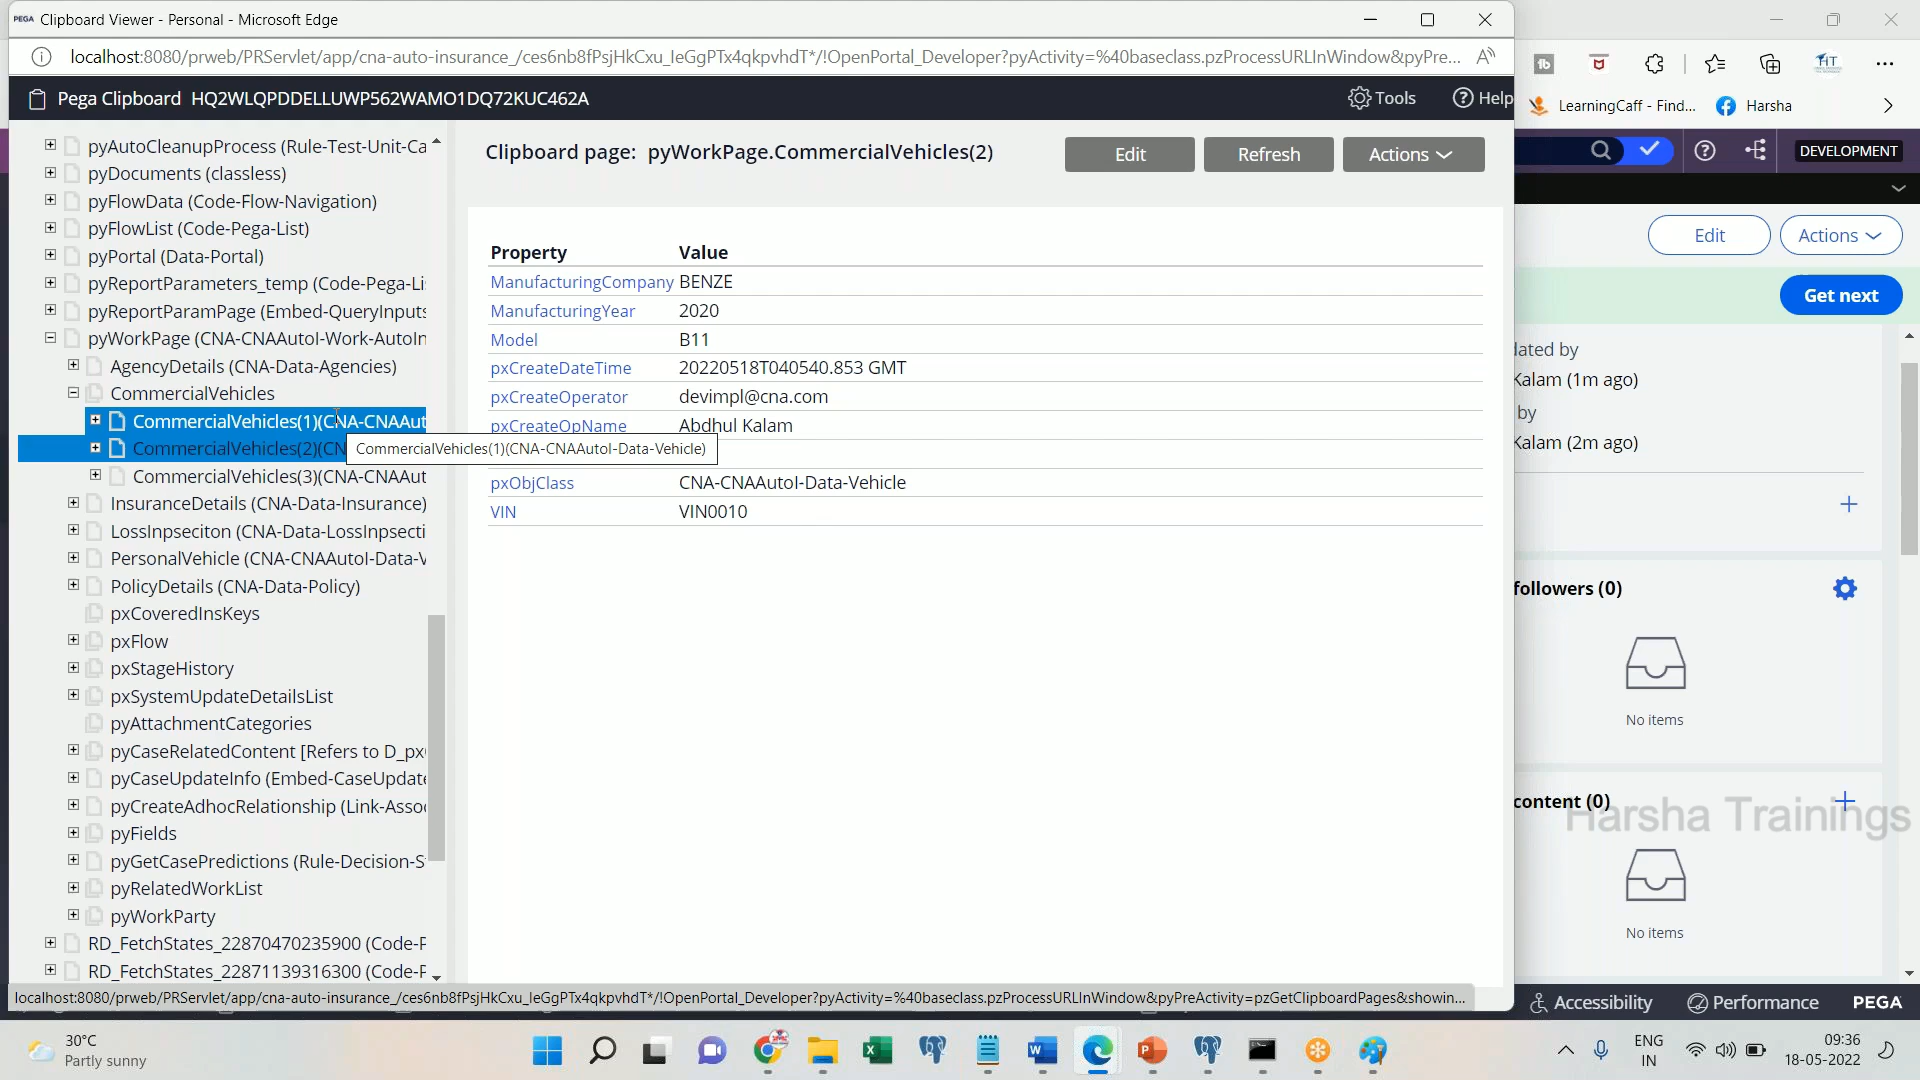 PEGA Clipboard Viewer - Personal - Microsoft Edge
localhost:8080/prweb/PRServlet/app/cna-auto-insurance_/ces6nb8fPsjHkCxu_IeGgPTx4qkpvhdT*/!OpenPortal_Developer?pyActivity=%40baseclass.pzProcessURLInWindow&pyPre...
Pega Clipboard HQ2WLQPDDELLUWP562WAMO1DQ72KUC462A
Tools
Help
pyAutoCleanupProcess (Rule-Test-Unit-Ca
pyDocuments (classless)
pyFlowData (Code-Flow-Navigation)
pyFlowList (Code-Pega-List)
pyPortal (Data-Portal)
pyReportParameters_temp (Code-Pega-Li
pyReportParamPage (Embed-QueryInputs
pyWorkPage (CNA-CNAAutoI-Work-AutoIn
AgencyDetails (CNA-Data-Agencies)
CommercialVehicles
CommercialVehicles(1)(CNA-CNAAut
CommercialVehicles(2)(CN
CommercialVehicles(1)(CNA-CNAAutoI-Data-Vehicle)
CommercialVehicles(3)(CNA-CNAAut
InsuranceDetails (CNA-Data-Insurance)
LossInpseciton (CNA-Data-LossInpsecti
PersonalVehicle (CNA-CNAAutoI-Data-V
PolicyDetails (CNA-Data-Policy)
pxCoveredInsKeys
pxFlow
pxStageHistory
pxSystemUpdateDetailsList
pyAttachmentCategories
pyCaseRelatedContent [Refers to D_px
pyCaseUpdateInfo (Embed-CaseUpdate
pyCreateAdhocRelationship (Link-Asso
pyFields
pyGetCasePredictions (Rule-Decision-S
pyRelatedWorkList
pyWorkParty
RD_FetchStates_22870470235900 (Code-P
RD_FetchStates_22871139316300 (Code-P
Clipboard page: pyWorkPage.CommercialVehicles(2)
Edit
Refresh
Actions
Property Value
ManufacturingCompany BENZE
ManufacturingYear 2020
Model B11
pxCreateDateTime 20220518T040540.853 GMT
pxCreateOperator devimpl@cna.com
pxCreateOpName Abdhul Kalam
pxObjClass CNA-CNAAutoI-Data-Vehicle
VIN VIN0010
localhost:8080/prweb/PRServlet/app/cna-auto-insurance_/ces6nb8fPsjHkCxu_IeGgPTx4qkpvhdT*/!OpenPortal_Developer?pyActivity=%40baseclass.pzProcessURLInWindow&pyPreActivity=pzGetClipboardPages&showin...
LearningCaff - Find...
Harsha
DEVELOPMENT
Edit
Actions
Get next
dated by
Kalam (1m ago)
by
Kalam (2m ago)
followers (0)
No items
content (0)
Harsha Trainings
No items
Accessibility
Performance
PEGA
30°C
Partly sunny
ENG
IN
09:36
18-05-2022